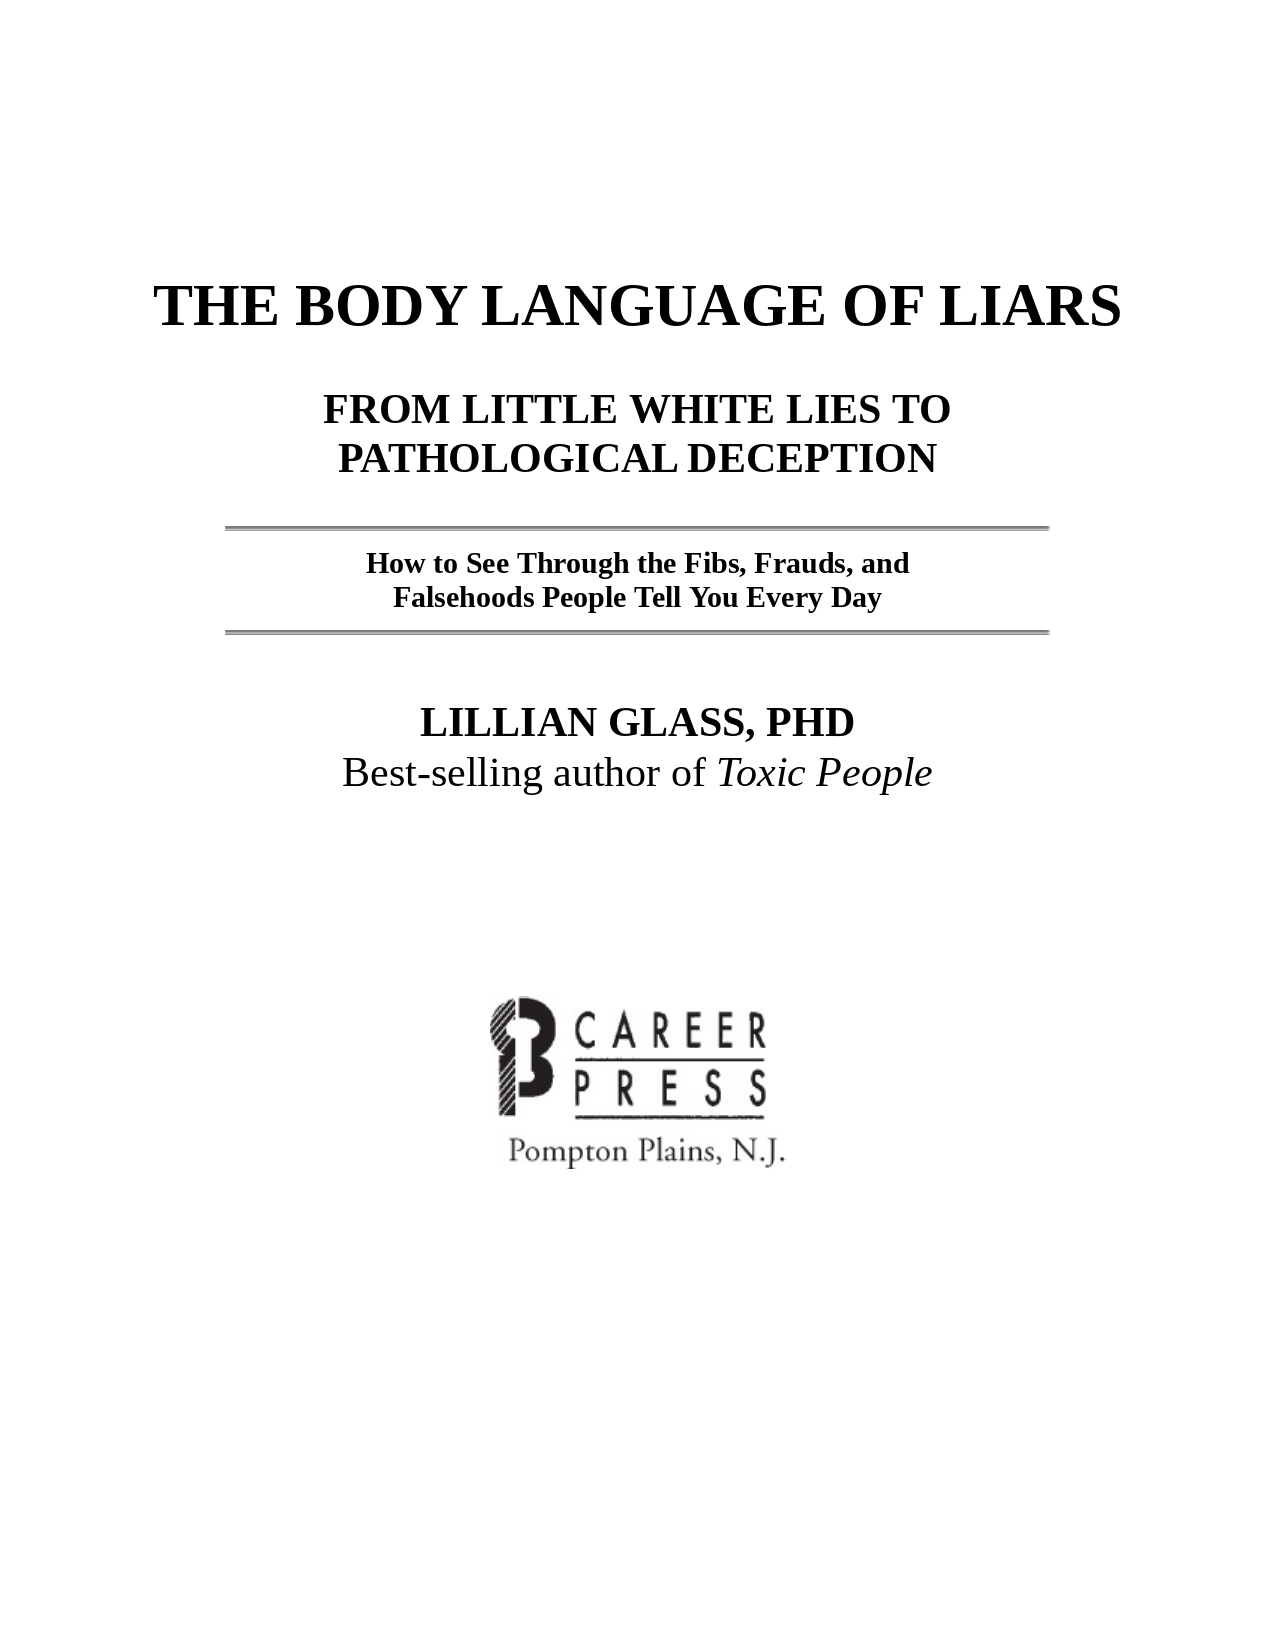 THE BODY LANGUAGE OF LIARS
FROM LITTLE WHITE LIES TO
PATHOLOGICAL DECEPTION
How to See Through the Fibs, Frauds, and
Falsehoods People Tell You Every Day
LILLIAN GLASS, PHD
Best-selling author of Toxic People
CAREER
PRESS
Pompton Plains, N.J.